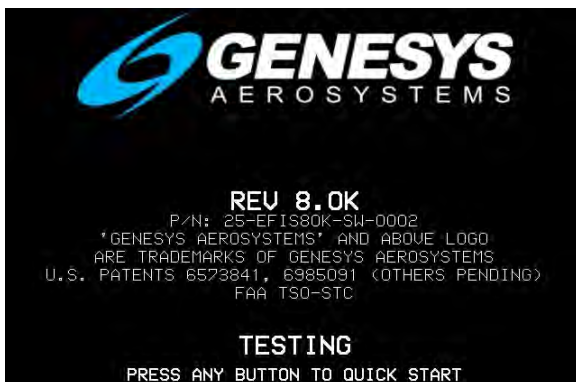 GENESYS
AEROSYSTEMS
REV 8.0K
P/N: 25-EFIS80K-SW-0002
'GENESYS AEROSYSTEMS' AND ABOVE LOGO
ARE TRADEMARKS OF GENESYS AEROSYSTEMS
U.S. PATENTS 6573841, 6985091 (OTHERS PENDING)
FAA TSO-STC
TESTING
PRESS ANY BUTTON TO QUICK START